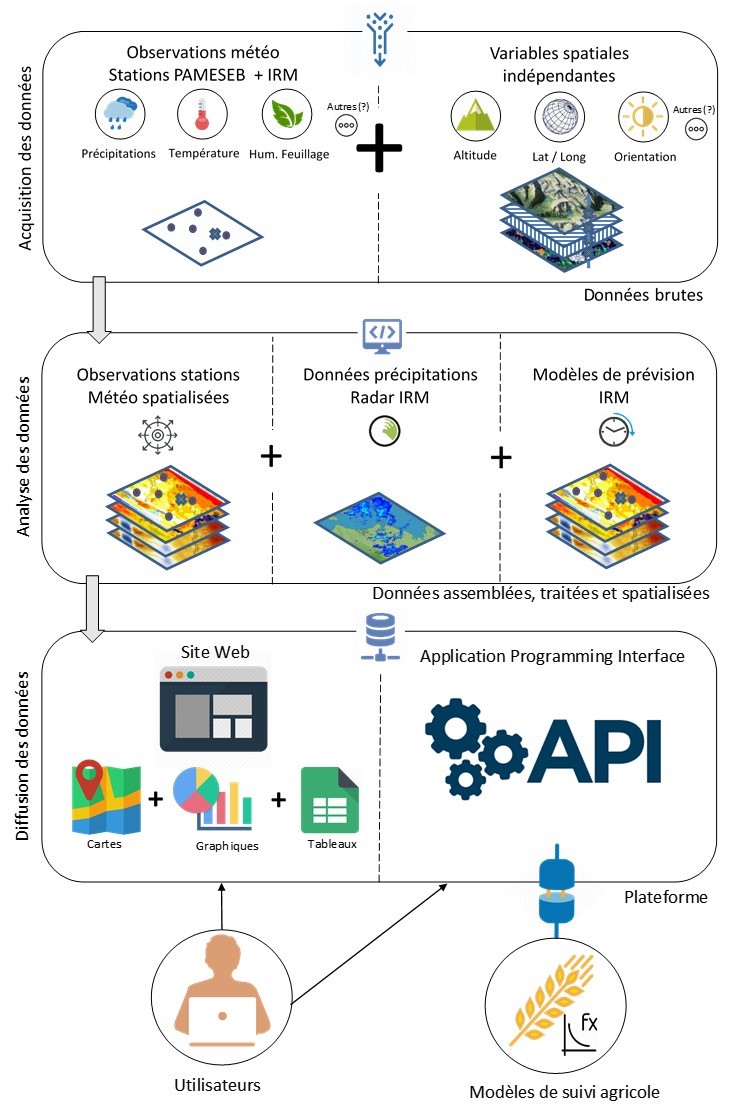 Acquisition des données
Observations météo
Stations PAMESEB + IRM
Précipitations
Température
Hum. Feuillage
Autres (?)
Variables spatiales
indépendantes
Altitude
Lat / Long
Orientation
Autres (?)
Données brutes
Analyse des données
Observations stations
Météo spatialisées
Données précipitations
Radar IRM
Modèles de prévision
IRM
Données assemblées, traitées et spatialisées
Diffusion des données
Site Web
Cartes
Graphiques
Tableaux
Application Programming Interface
API
Plateforme
Utilisateurs
fx
Modèles de suivi agricole